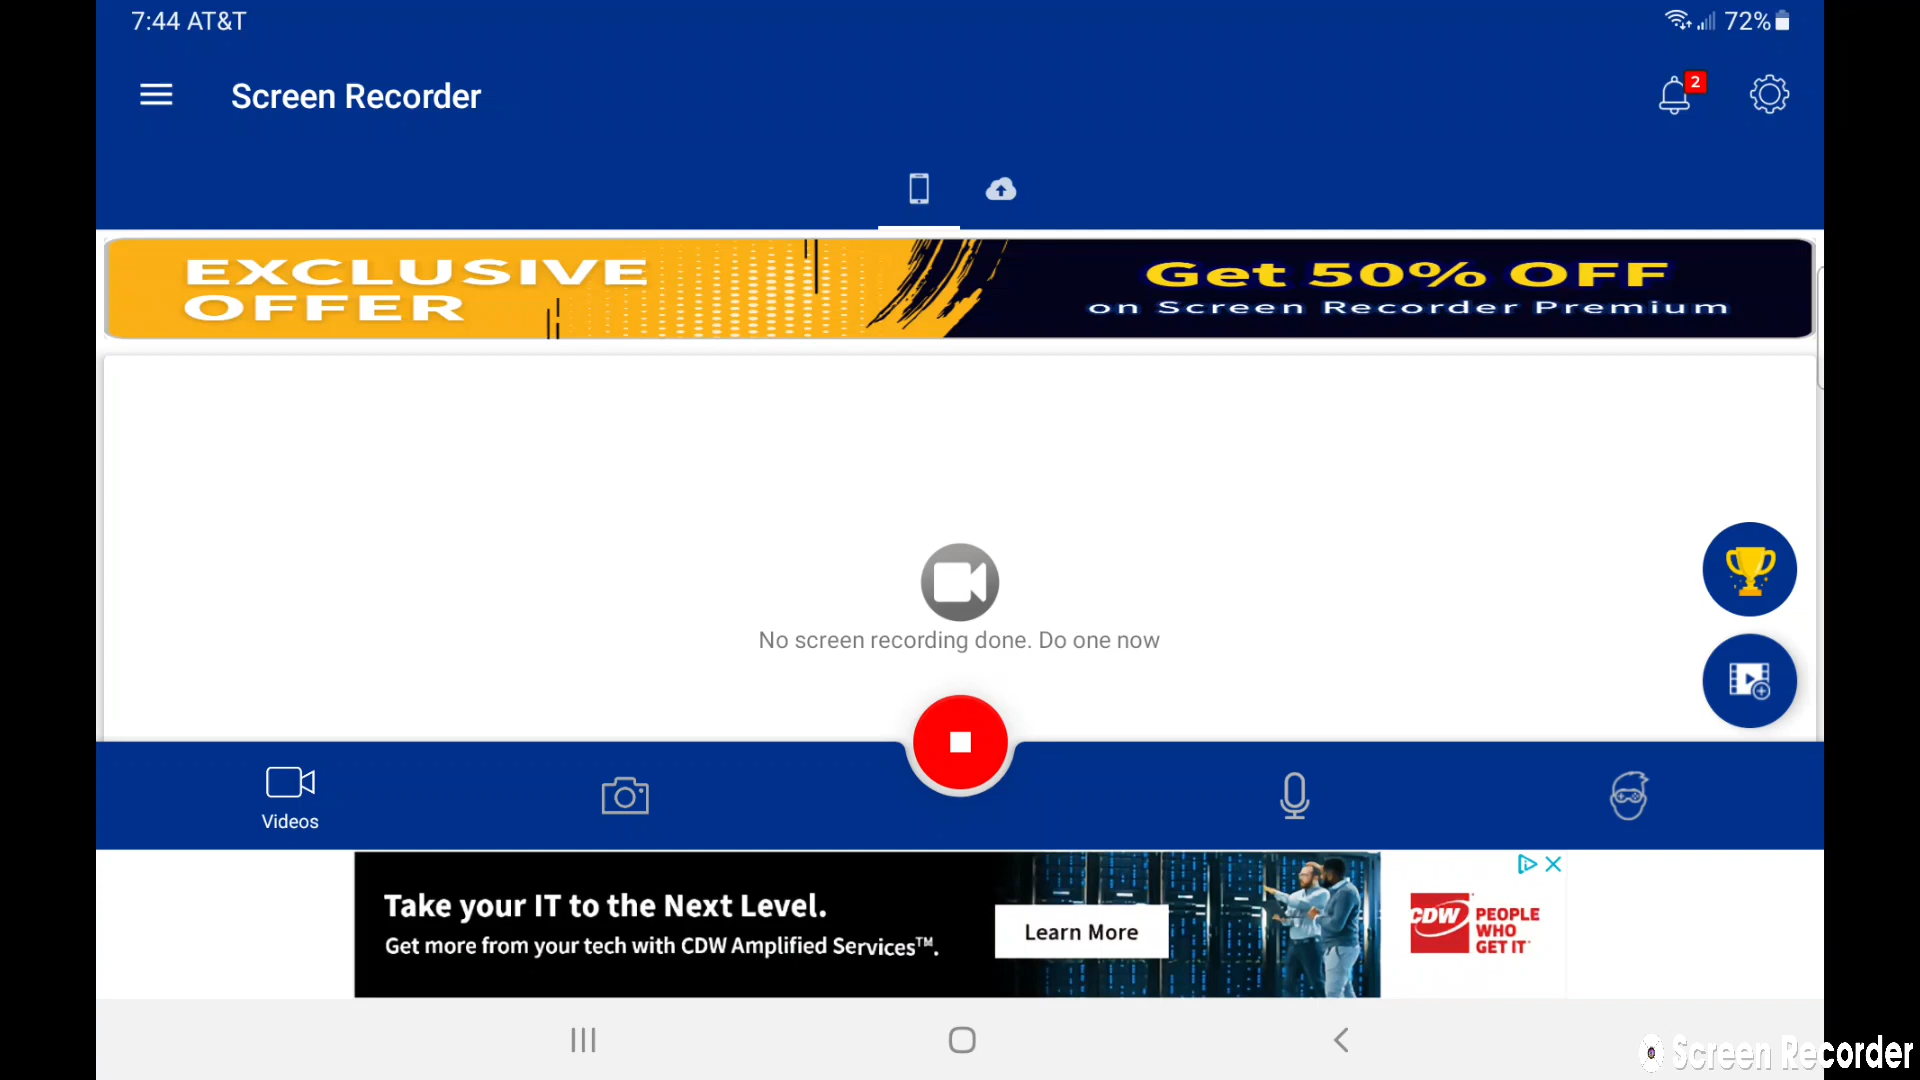 7:44 AT&T
72%
Screen Recorder
2
EXCLUSIVE
OFFER
Get 50% OFF
on Screen Recorder Premium
No screen recording done. Do one now
Videos
Take your IT to the Next Level.
Get more from your tech with CDW Amplified Services™.
Learn More
CDW
PEOPLE
WHO
GET IT
Screen Recorder